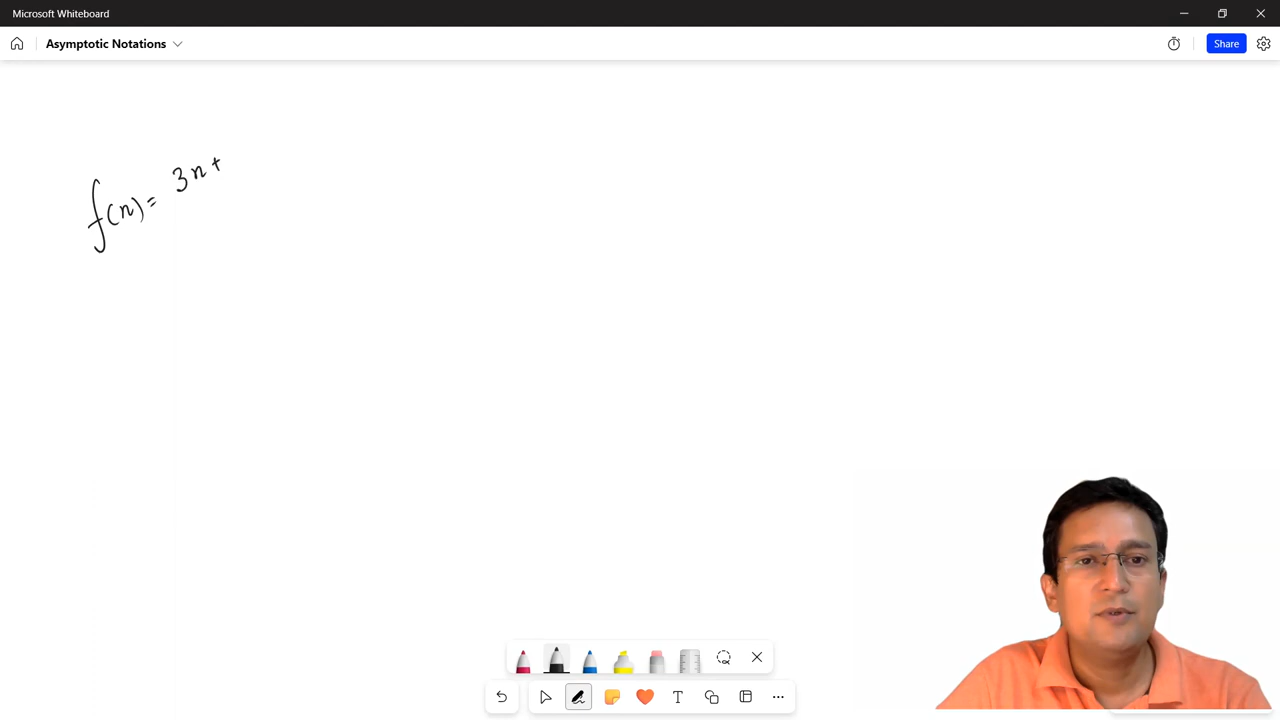 Microsoft Whiteboard
Asymptotic Notations
Share
f(n) = 3n +